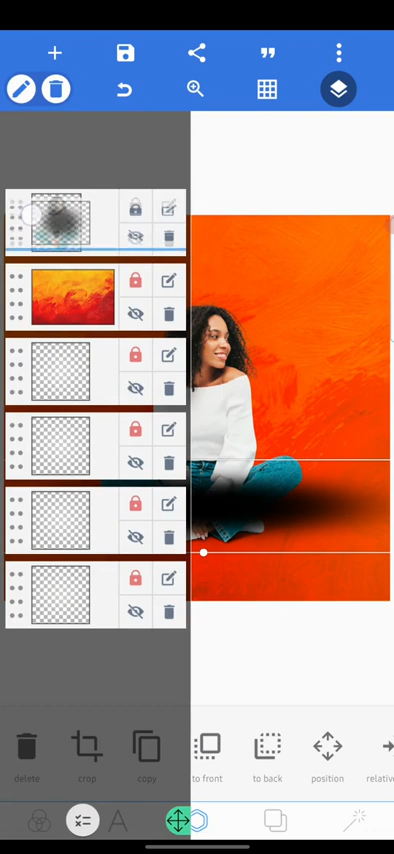 delete
crop
copy
to front
to back
position
relative